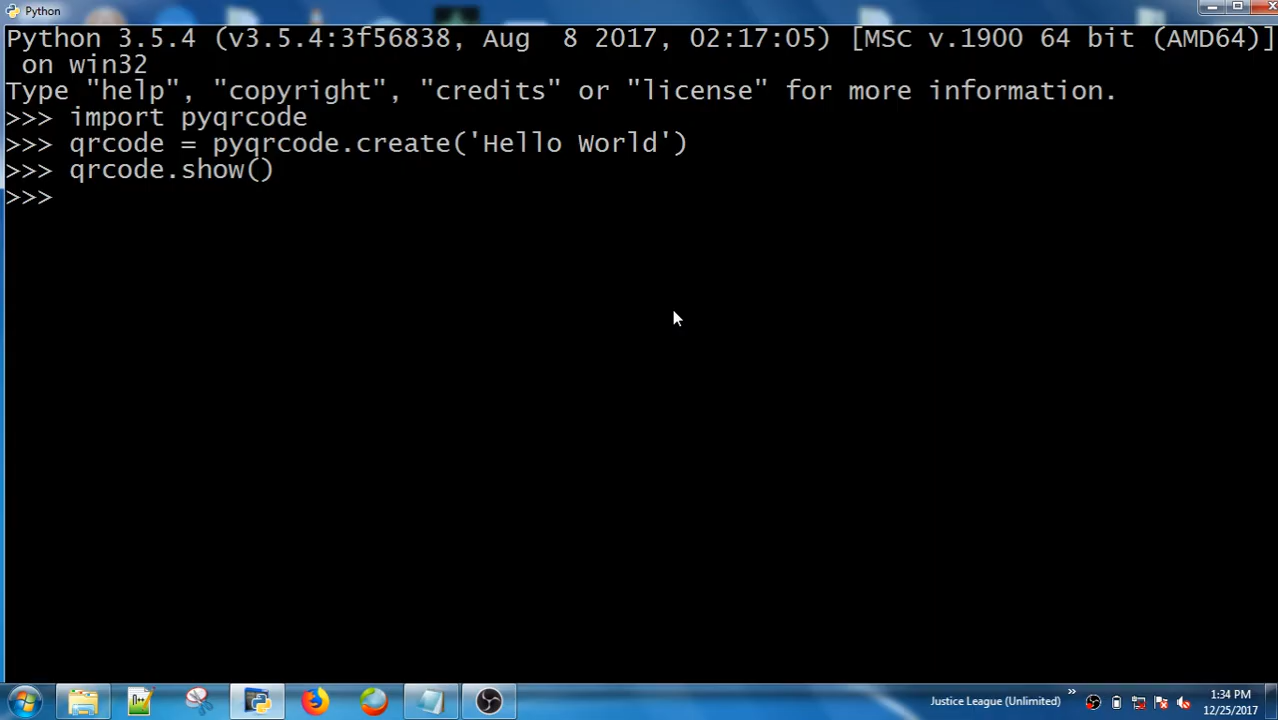 Python
Python 3.5.4 (v3.5.4:3f56838, Aug  8 2017, 02:17:05) [MSC v.1900 64 bit (AMD64)]
 on win32
Type "help", "copyright", "credits" or "license" for more information.
>>> import pyqrcode
>>> qrcode = pyqrcode.create('Hello World')
>>> qrcode.show()
>>>
Justice League (Unlimited)
1:34 PM
12/25/2017